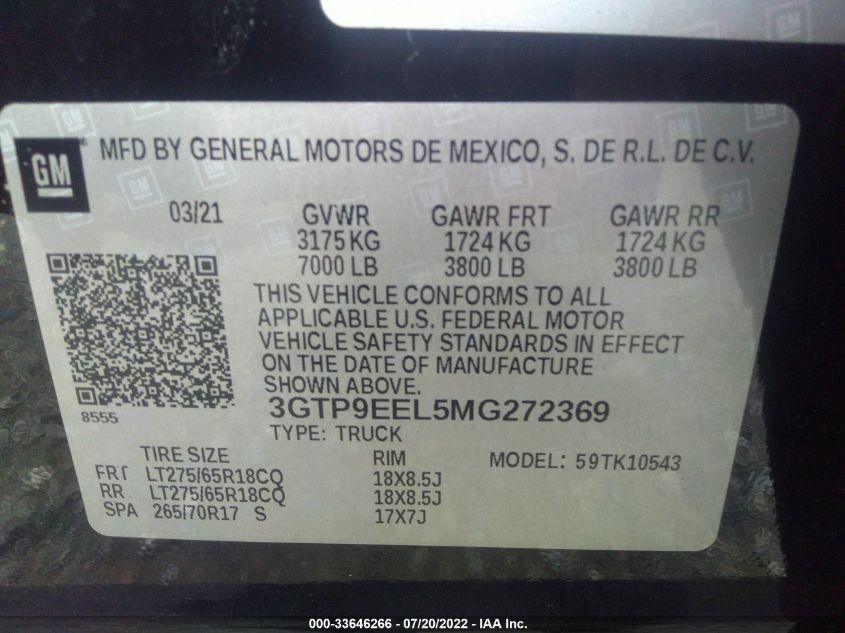 GM
MFD BY GENERAL MOTORS DE MEXICO, S. DE R.L. DE C.V.
03/21 GVWR GAWR FRT GAWR RR
3175 KG 1724 KG 1724 KG
7000 LB 3800 LB 3800 LB
THIS VEHICLE CONFORMS TO ALL
APPLICABLE U.S. FEDERAL MOTOR
VEHICLE SAFETY STANDARDS IN EFFECT
ON THE DATE OF MANUFACTURE
SHOWN ABOVE.
8555
3GTP9EEL5MG272369
TYPE: TRUCK
TIRE SIZE RIM MODEL: 59TK10543
FRT LT275/65R18CQ 18X8.5J
RR LT275/65R18CQ 18X8.5J
SPA 265/70R17 S 17X7J
000-33646266 - 07/20/2022 - IAA Inc.